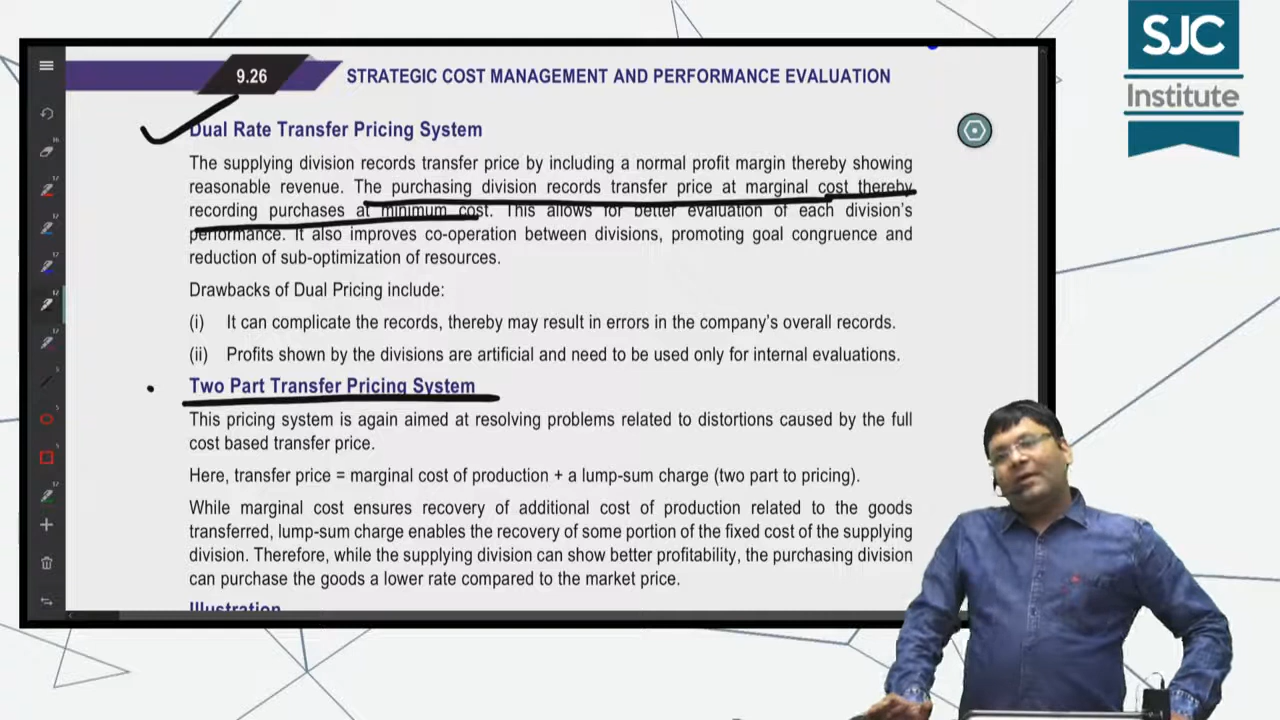 SJC
Institute
9.26
STRATEGIC COST MANAGEMENT AND PERFORMANCE EVALUATION
Dual Rate Transfer Pricing System
The supplying division records transfer price by including a normal profit margin thereby showing
reasonable revenue. The purchasing division records transfer price at marginal cost thereby
recording purchases at minimum cost. This allows for better evaluation of each division's
performance. It also improves co-operation between divisions, promoting goal congruence and
reduction of sub-optimization of resources.
Drawbacks of Dual Pricing include:
(i) It can complicate the records, thereby may result in errors in the company's overall records.
(ii) Profits shown by the divisions are artificial and need to be used only for internal evaluations.
Two Part Transfer Pricing System
This pricing system is again aimed at resolving problems related to distortions caused by the full
cost based transfer price.
Here, transfer price = marginal cost of production + a lump-sum charge (two part to pricing).
While marginal cost ensures recovery of additional cost of production related to the goods
transferred, lump-sum charge enables the recovery of some portion of the fixed cost of the supplying
division. Therefore, while the supplying division can show better profitability, the purchasing division
can purchase the goods a lower rate compared to the market price.
Illustration